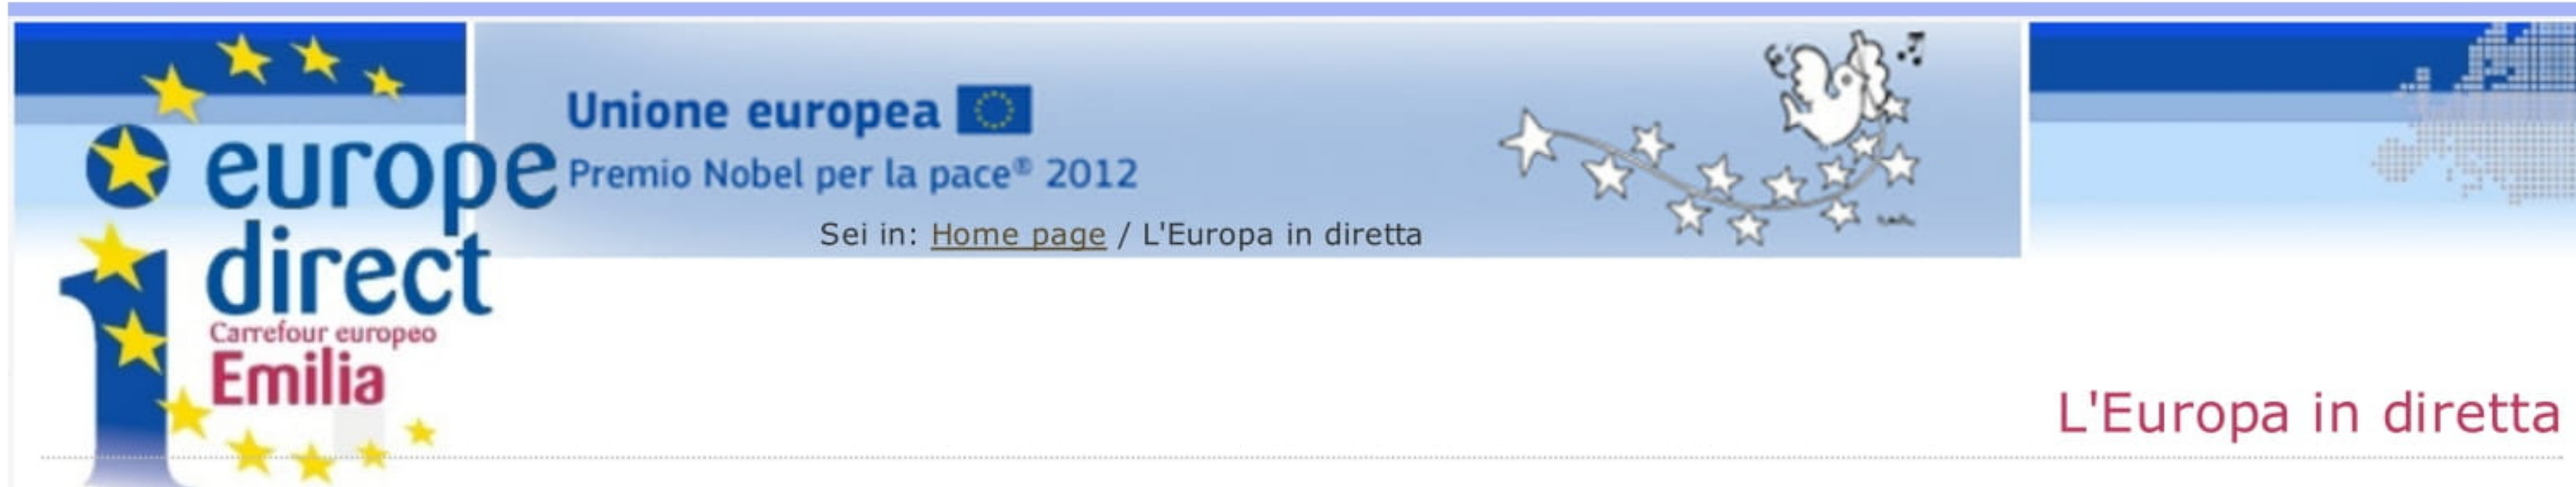 europe
direct
Carrefour europeo
Emilia
Unione europea
Premio Nobel per la pace® 2012
Sei in: Home page / L'Europa in diretta
L'Europa in diretta